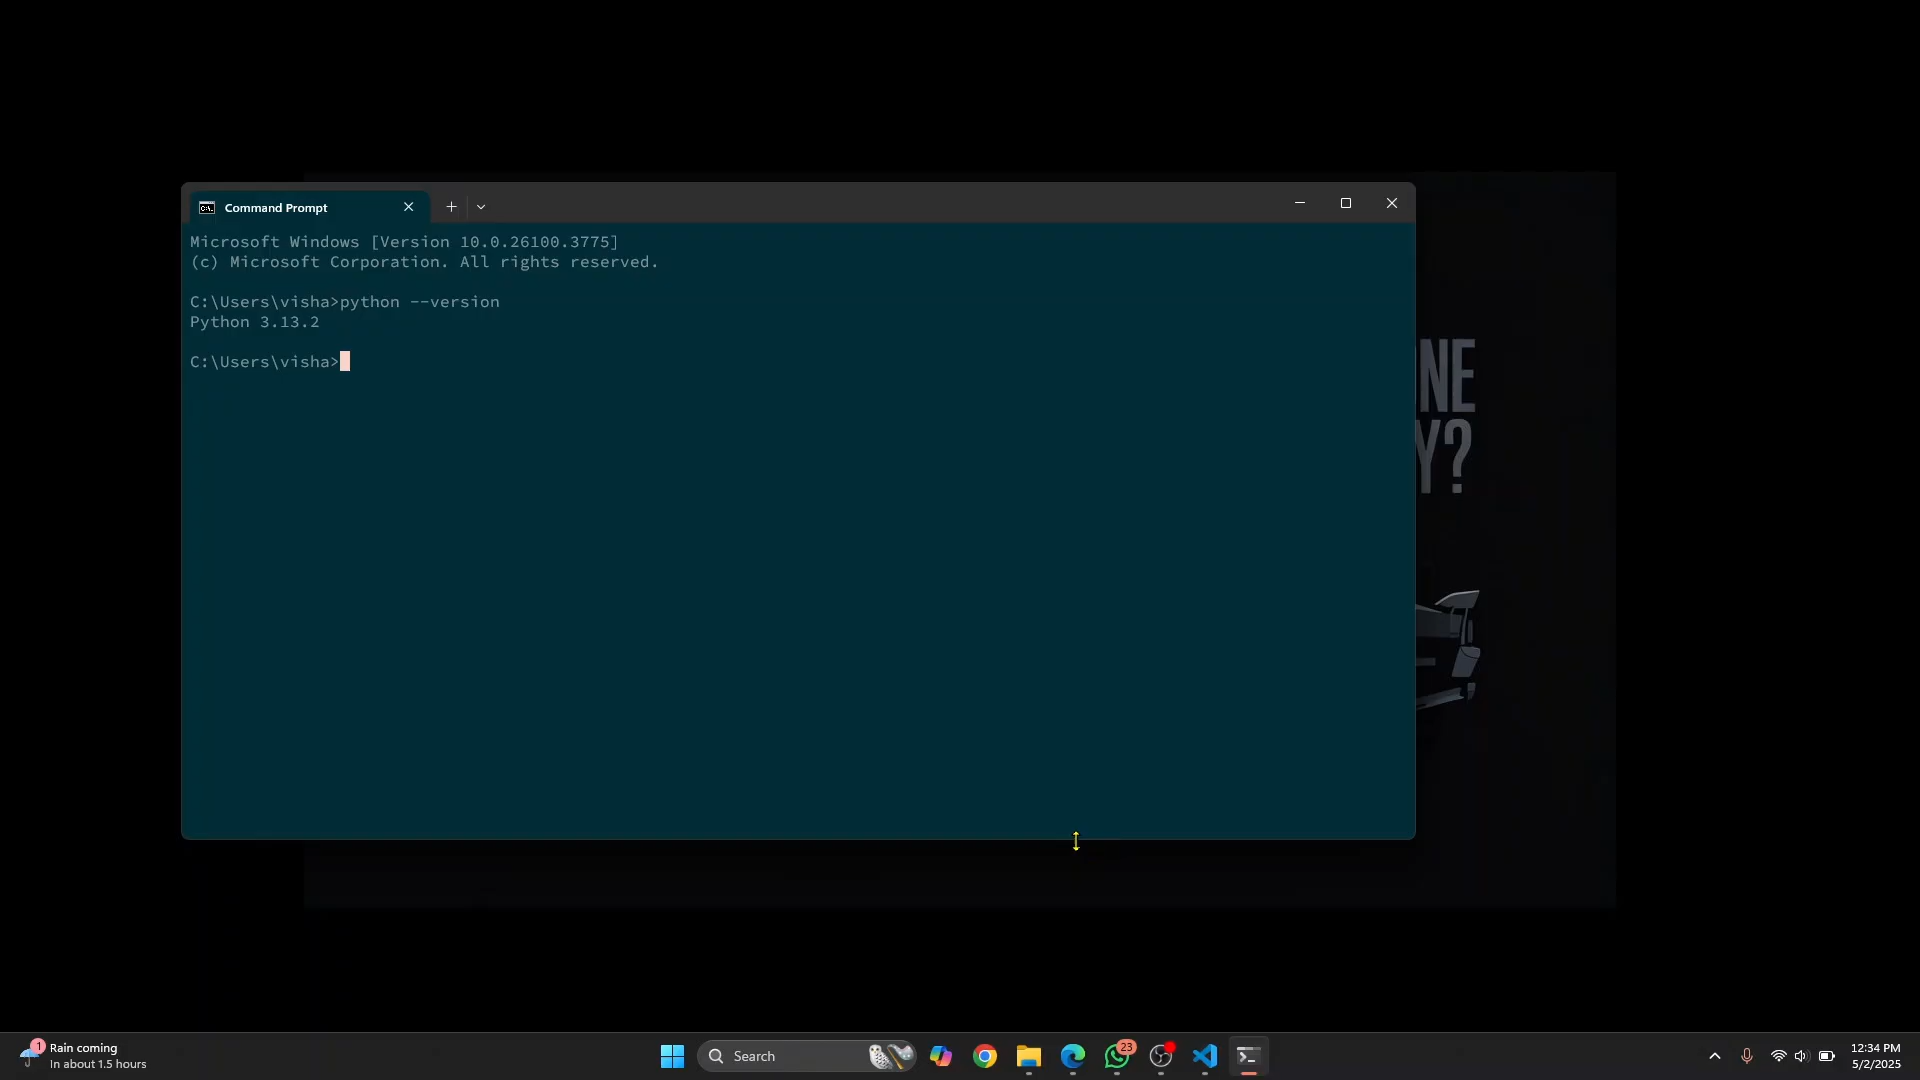 Command Prompt
Microsoft Windows [Version 10.0.26100.3775]
(c) Microsoft Corporation. All rights reserved.
C:\Users\visha>python --version
Python 3.13.2
C:\Users\visha>
NE
Y?
1
Rain coming
In about 1.5 hours
Search
23
12:34 PM
5/2/2025